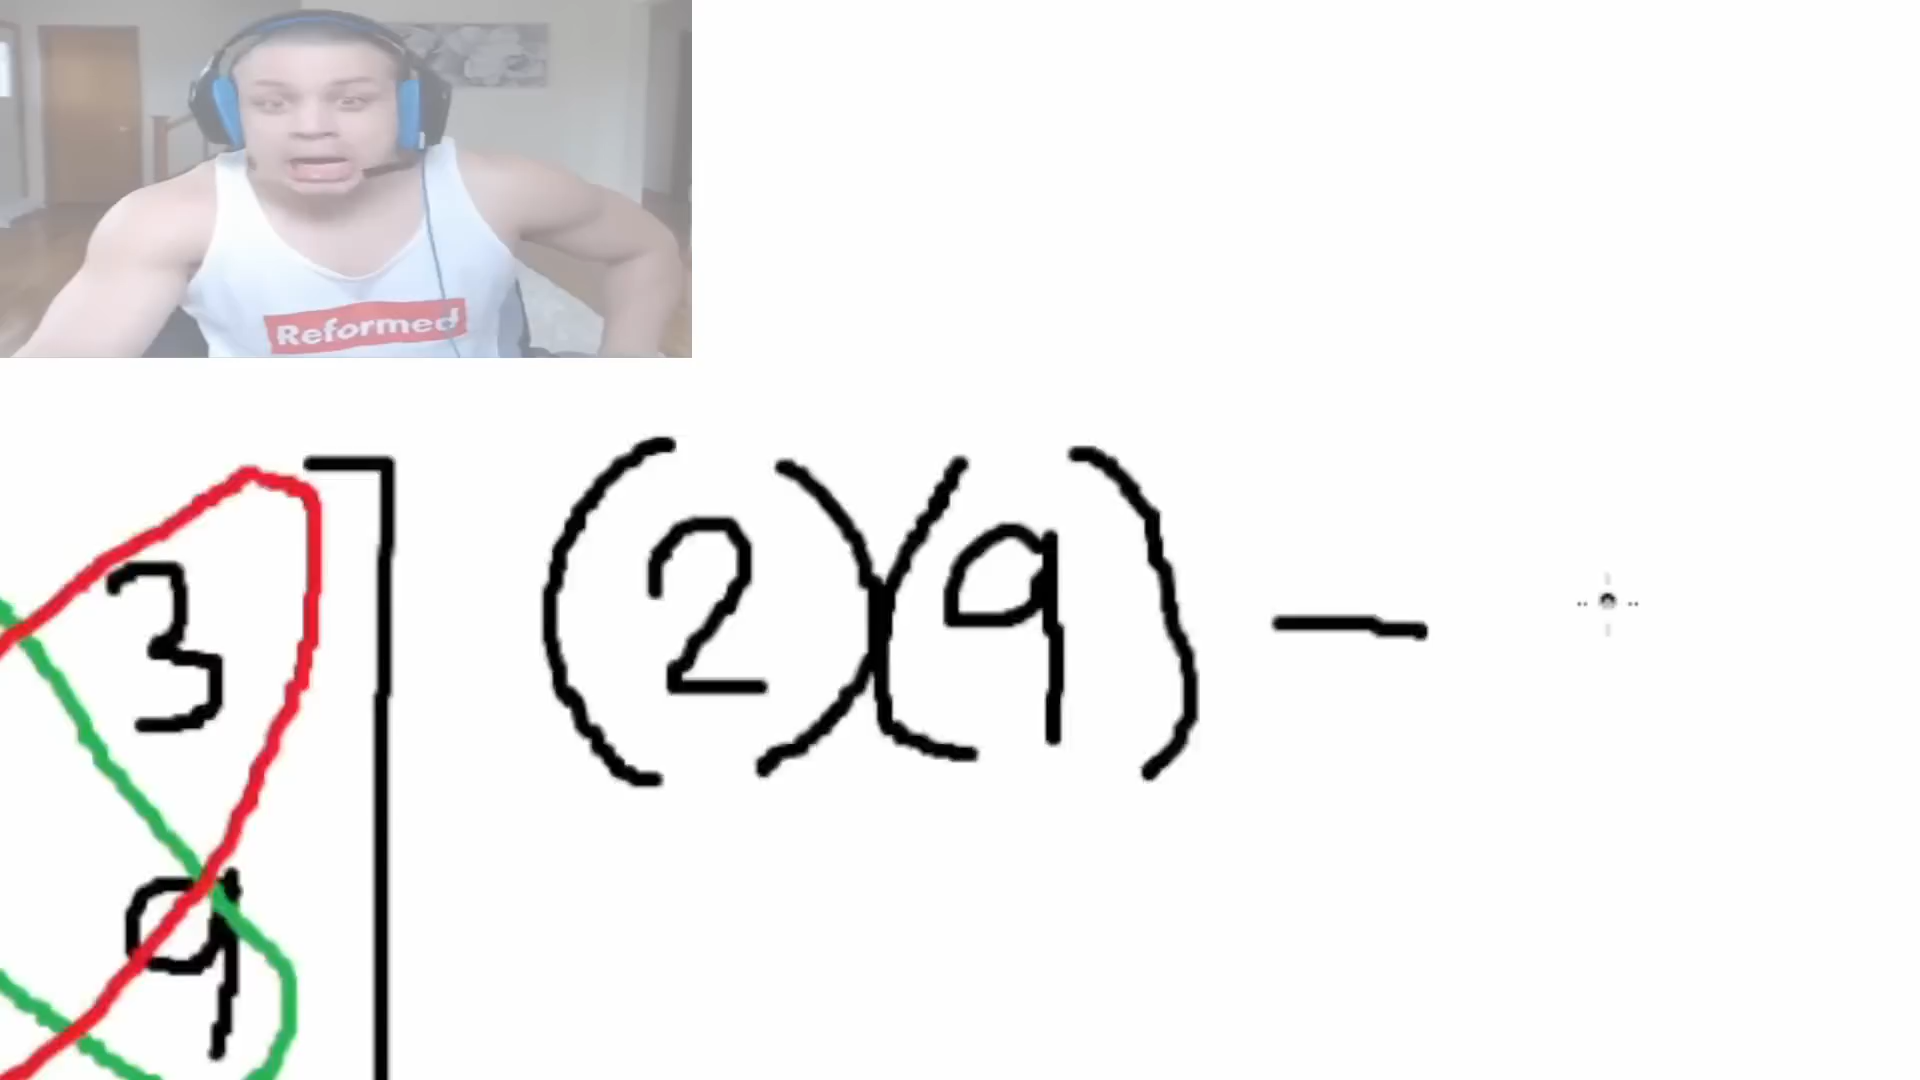 Reformed
3 ] (2)(9) —
9